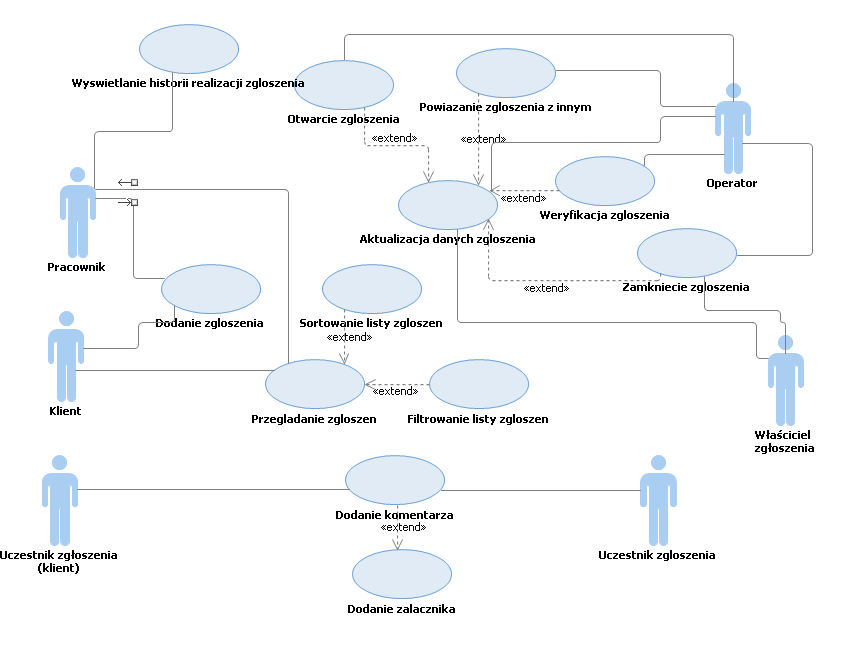 Wyswietlanie historii realizacji zgloszenia
Otwarcie zgloszenia
Powiazanie zgloszenia z innym
«extend»
«extend»
Operator
«extend»
Weryfikacja zgloszenia
Aktualizacja danych zgloszenia
Pracownik
«extend»
Zamkniecie zgloszenia
Dodanie zgloszenia
Sortowanie listy zgloszen
«extend»
Klient
«extend»
Przegladanie zgloszen
Filtrowanie listy zgloszen
Właściciel
zgłoszenia
Dodanie komentarza
«extend»
Uczestnik zgłoszenia
(klient)
Uczestnik zgloszenia
Dodanie zalacznika